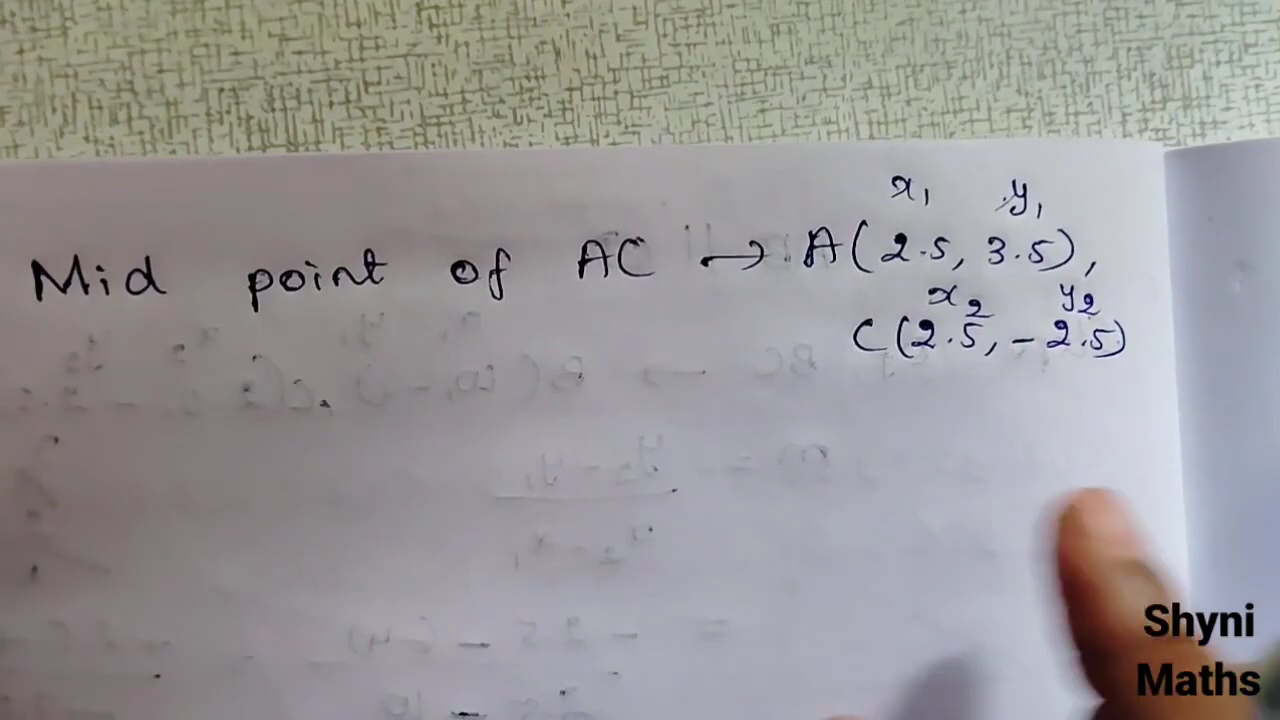 x₁ y₁
Mid point of AC → A(2.5, 3.5),
x₂ y₂
C(2.5, -2.5)
Shyni
Maths